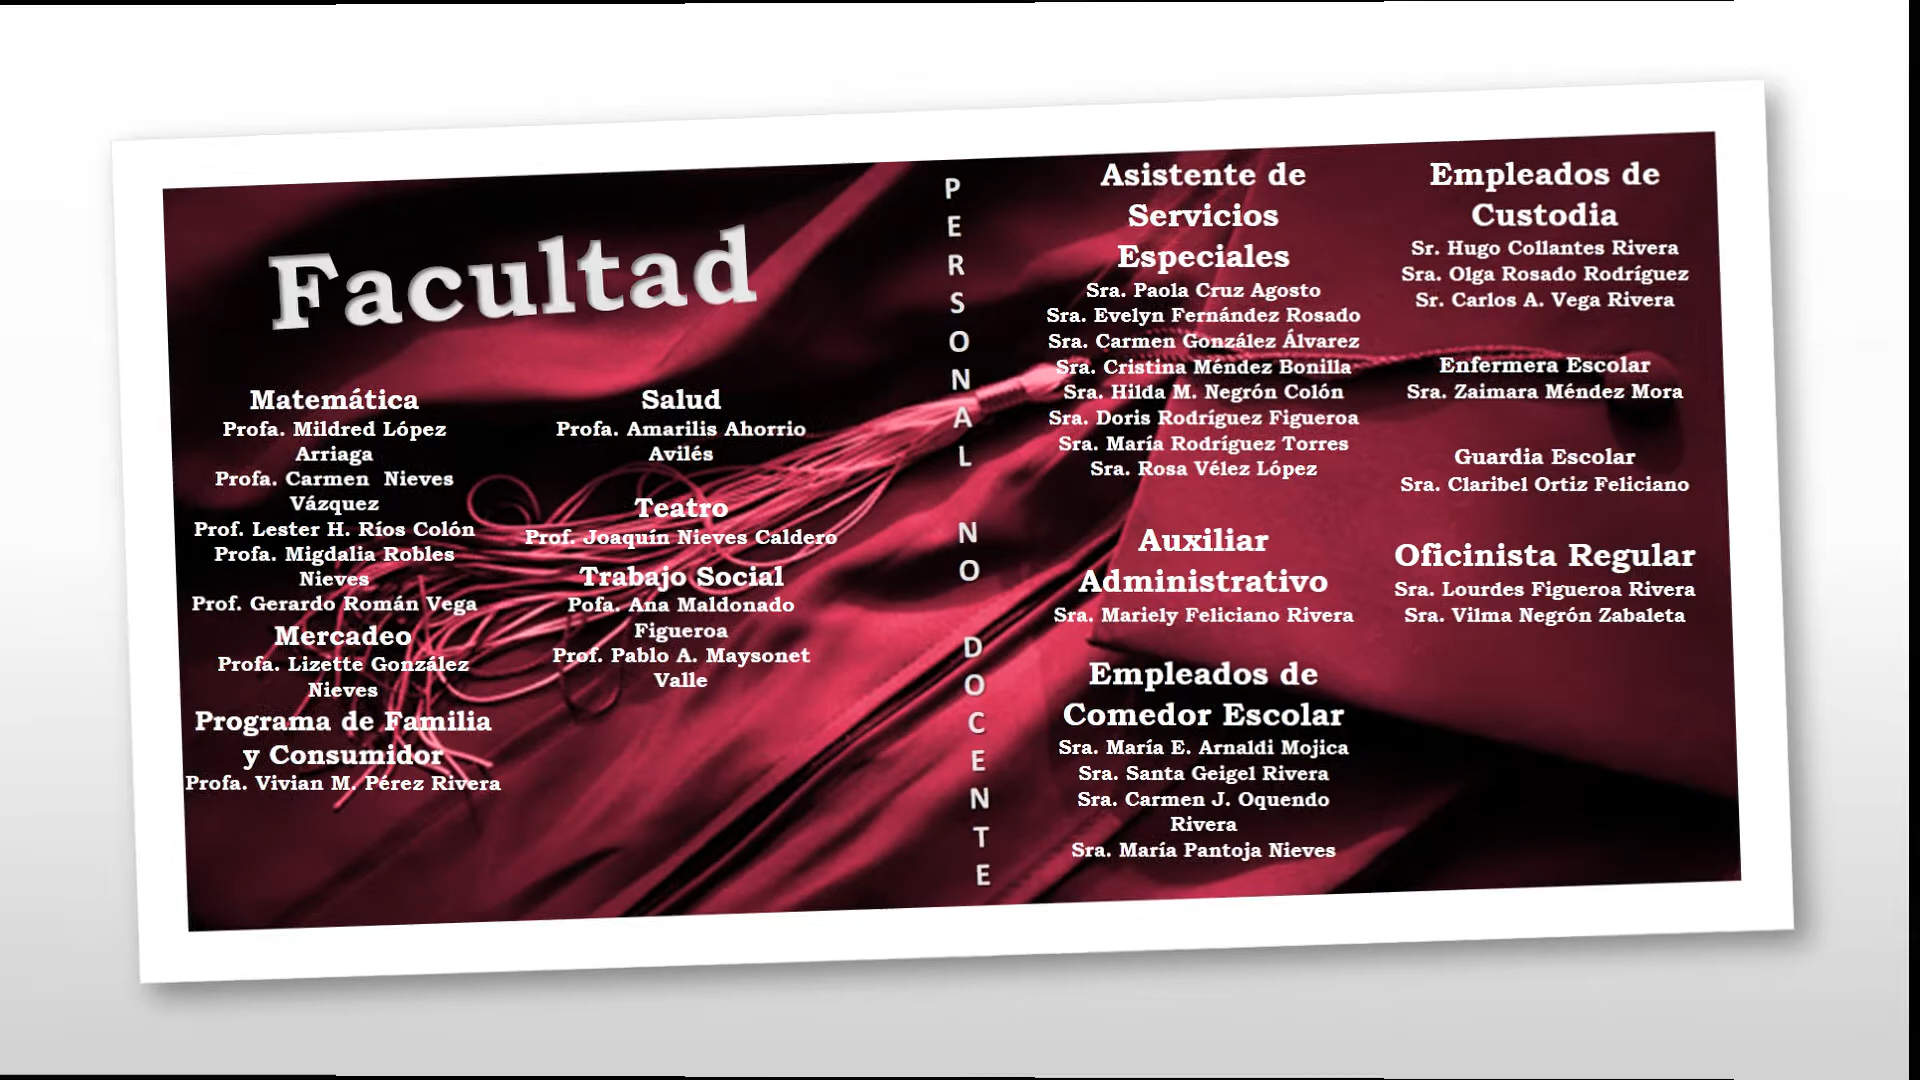 Facultad
Matemática
Profa. Mildred López
Arriaga
Profa. Carmen  Nieves
Vázquez
Prof. Lester H. Ríos Colón
Profa. Migdalia Robles
Nieves
Prof. Gerardo Román Vega
Mercadeo
Profa. Lizette González
Nieves
Programa de Familia
y Consumidor
Profa. Vivian M. Pérez Rivera
Salud
Profa. Amarilis Ahorrio
Avilés
Teatro
Prof. Joaquín Nieves Caldero
Trabajo Social
Pofa. Ana Maldonado
Figueroa
Prof. Pablo A. Maysonet
Valle
PERSONAL NO DOCENTE
Asistente de
Servicios
Especiales
Sra. Paola Cruz Agosto
Sra. Evelyn Fernández Rosado
Sra. Carmen González Álvarez
Sra. Cristina Méndez Bonilla
Sra. Hilda M. Negrón Colón
Sra. Doris Rodríguez Figueroa
Sra. María Rodríguez Torres
Sra. Rosa Vélez López
Auxiliar
Administrativo
Sra. Mariely Feliciano Rivera
Empleados de
Comedor Escolar
Sra. María E. Arnaldi Mojica
Sra. Santa Geigel Rivera
Sra. Carmen J. Oquendo
Rivera
Sra. María Pantoja Nieves
Empleados de
Custodia
Sr. Hugo Collantes Rivera
Sra. Olga Rosado Rodríguez
Sr. Carlos A. Vega Rivera
Enfermera Escolar
Sra. Zaimara Méndez Mora
Guardia Escolar
Sra. Claribel Ortiz Feliciano
Oficinista Regular
Sra. Lourdes Figueroa Rivera
Sra. Vilma Negrón Zabaleta